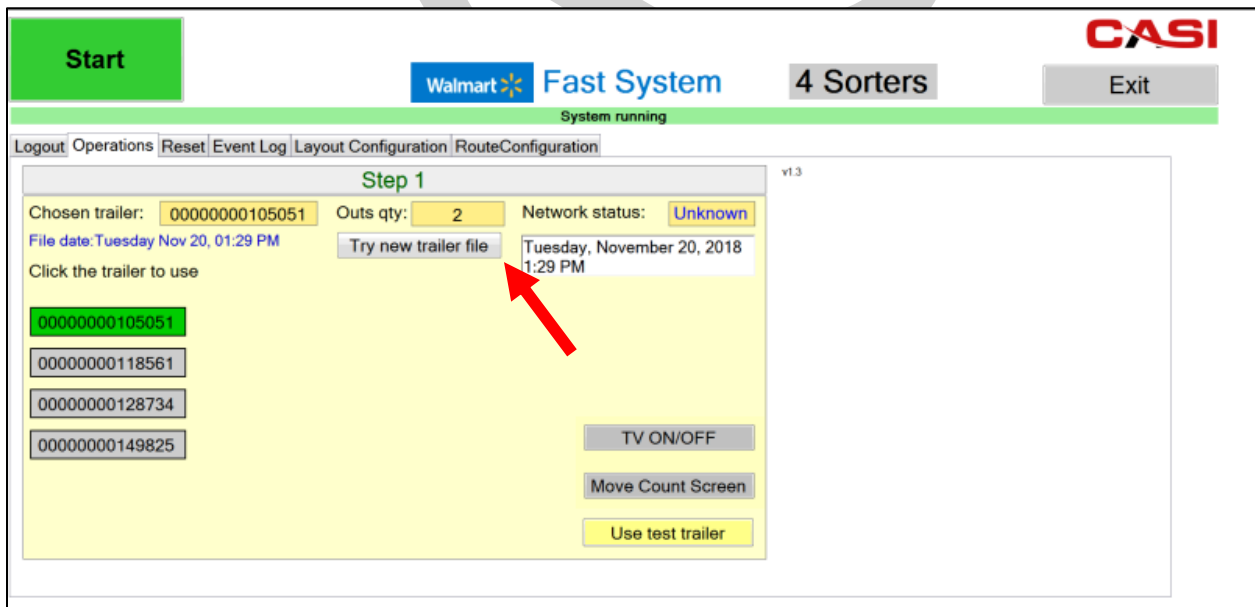 Start
CASI
Walmart Fast System
4 Sorters
Exit
System running
Logout Operations Reset Event Log Layout Configuration RouteConfiguration
Step 1
v1.3
Chosen trailer: 00000000105051 Outs qty: 2 Network status: Unknown
File date:Tuesday Nov 20, 01:29 PM
Try new trailer file
Tuesday, November 20, 2018
1:29 PM
Click the trailer to use
00000000105051
00000000118561
00000000128734
00000000149825
TV ON/OFF
Move Count Screen
Use test trailer